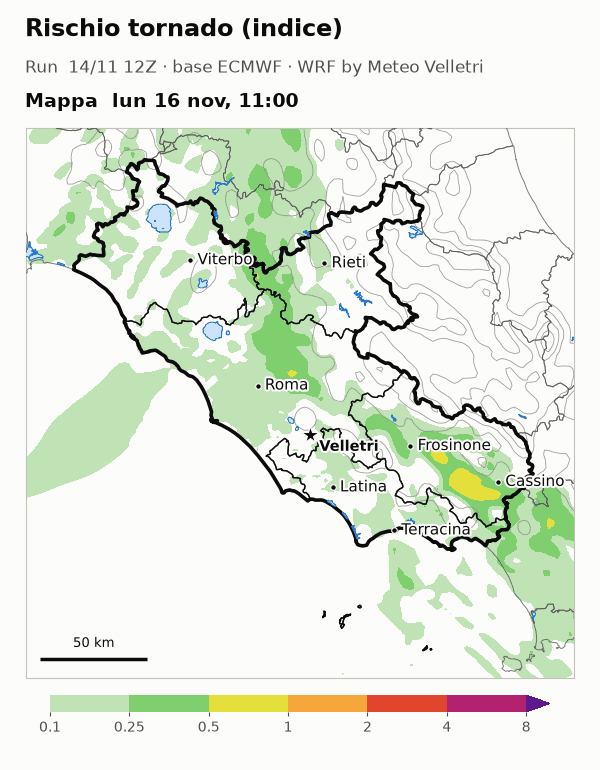 Rischio tornado (indice)
Run 14/11 12Z · base ECMWF · WRF by Meteo Velletri
Mappa lun 16 nov, 11:00
Viterbo
Rieti
Roma
Velletri
Frosinone
Cassino
Latina
Terracina
50 km
0.1 0.25 0.5 1 2 4 8